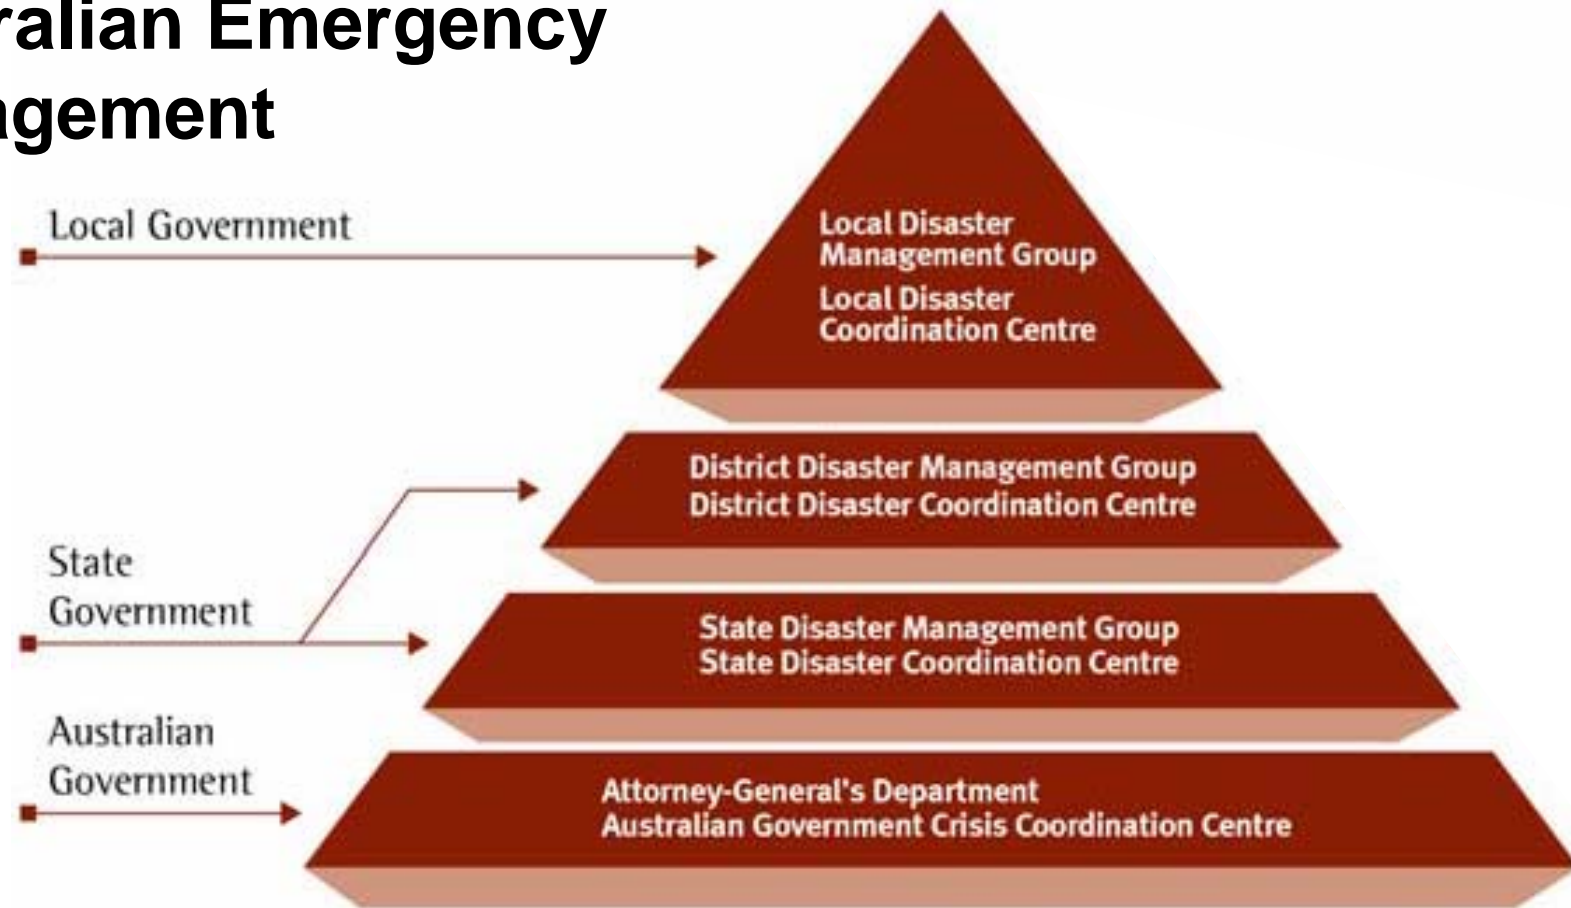 ralian Emergency
agement
Local Government
Local Disaster
Management Group
Local Disaster
Coordination Centre
District Disaster Management Group
District Disaster Coordination Centre
State
Government
State Disaster Management Group
State Disaster Coordination Centre
Australian
Government
Attorney-General's Department
Australian Government Crisis Coordination Centre